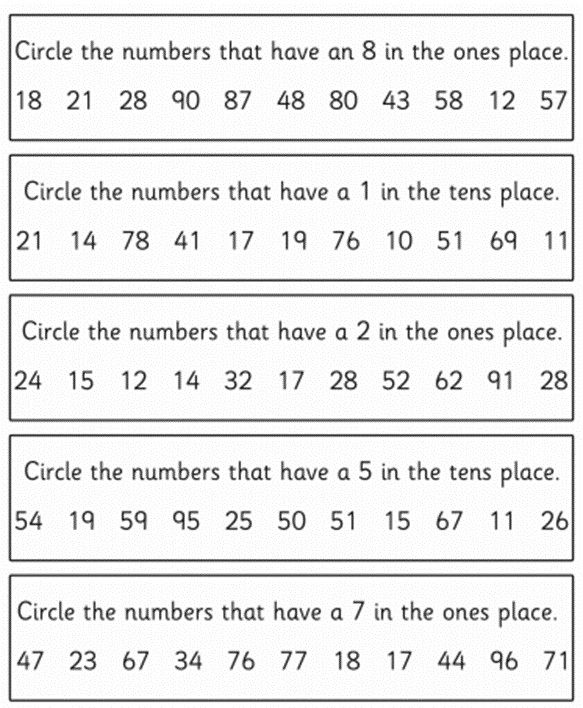 Circle the numbers that have an 8 in the ones place.
18 21 28 90 87 48 80 43 58 12 57
Circle the numbers that have a 1 in the tens place.
21 14 78 41 17 19 76 10 51 69 11
Circle the numbers that have a 2 in the ones place.
24 15 12 14 32 17 28 52 62 91 28
Circle the numbers that have a 5 in the tens place.
54 19 59 95 25 50 51 15 67 11 26
Circle the numbers that have a 7 in the ones place.
47 23 67 34 76 77 18 17 44 96 71